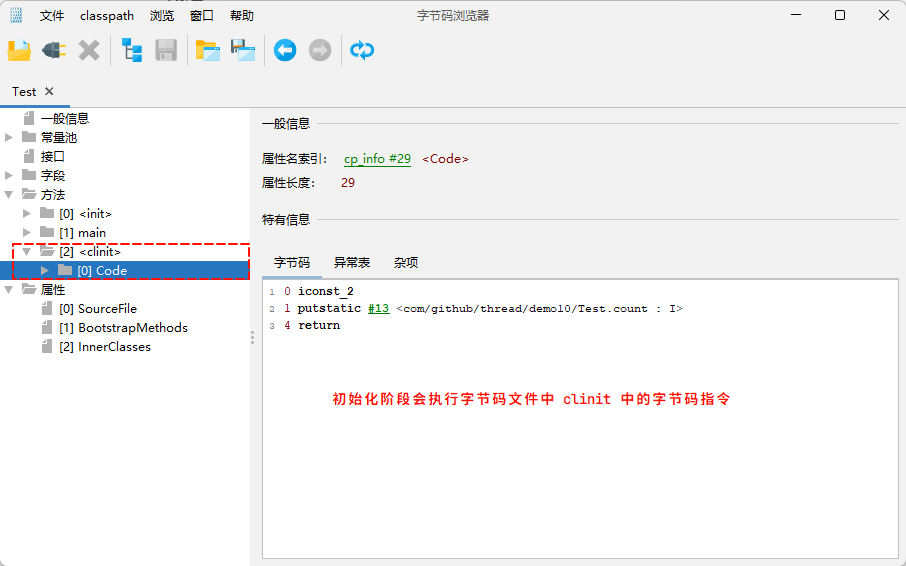 文件 classpath 浏览 窗口 帮助 字节码浏览器
Test
一般信息
常量池
接口
字段
方法
[0] <init>
[1] main
[2] <clinit>
[0] Code
属性
[0] SourceFile
[1] BootstrapMethods
[2] InnerClasses
一般信息
属性名索引: cp_info #29 <Code>
属性长度: 29
特有信息
字节码 异常表 杂项
1 0 iconst_2
2 1 putstatic #13 <com/github/thread/demo10/Test.count : I>
3 4 return
初始化阶段会执行字节码文件中 clinit 中的字节码指令